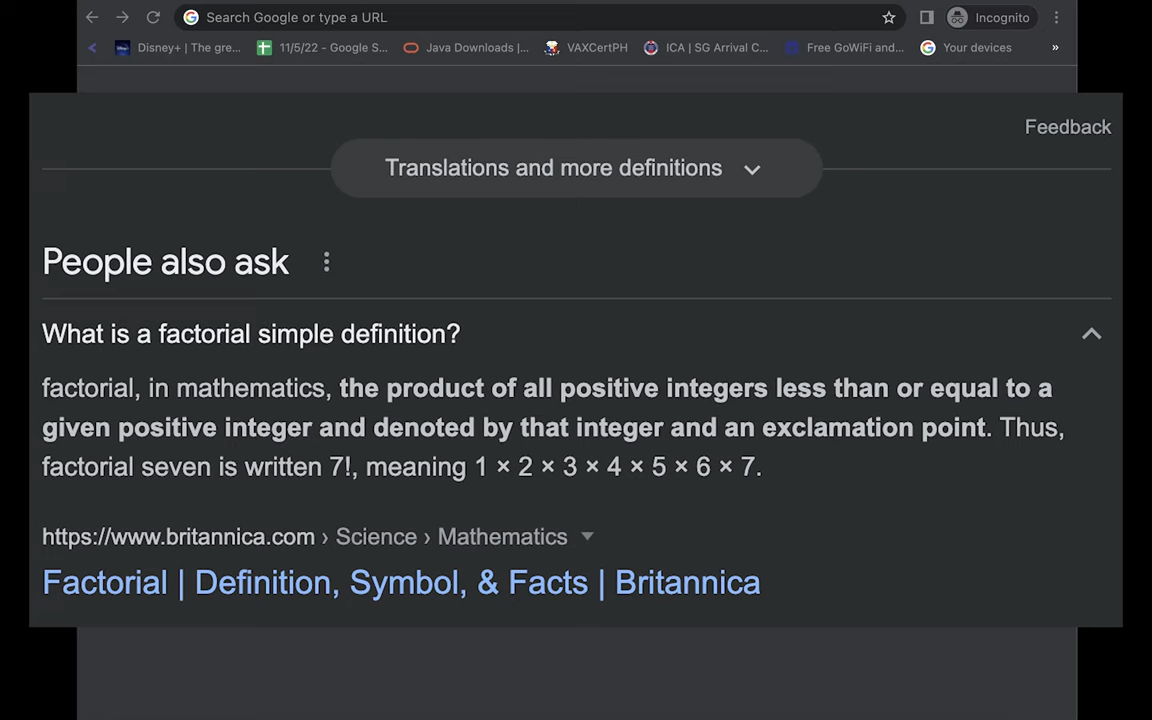 Search Google or type a URL
Incognito
Disney+ | The gre...
11/5/22 - Google S...
Java Downloads |...
VAXCertPH
ICA | SG Arrival C...
Free GoWiFi and...
Your devices
»
Feedback
Translations and more definitions
People also ask
What is a factorial simple definition?
factorial, in mathematics, the product of all positive integers less than or equal to a
given positive integer and denoted by that integer and an exclamation point. Thus,
factorial seven is written 7!, meaning 1 × 2 × 3 × 4 × 5 × 6 × 7.
https://www.britannica.com › Science › Mathematics
Factorial | Definition, Symbol, & Facts | Britannica